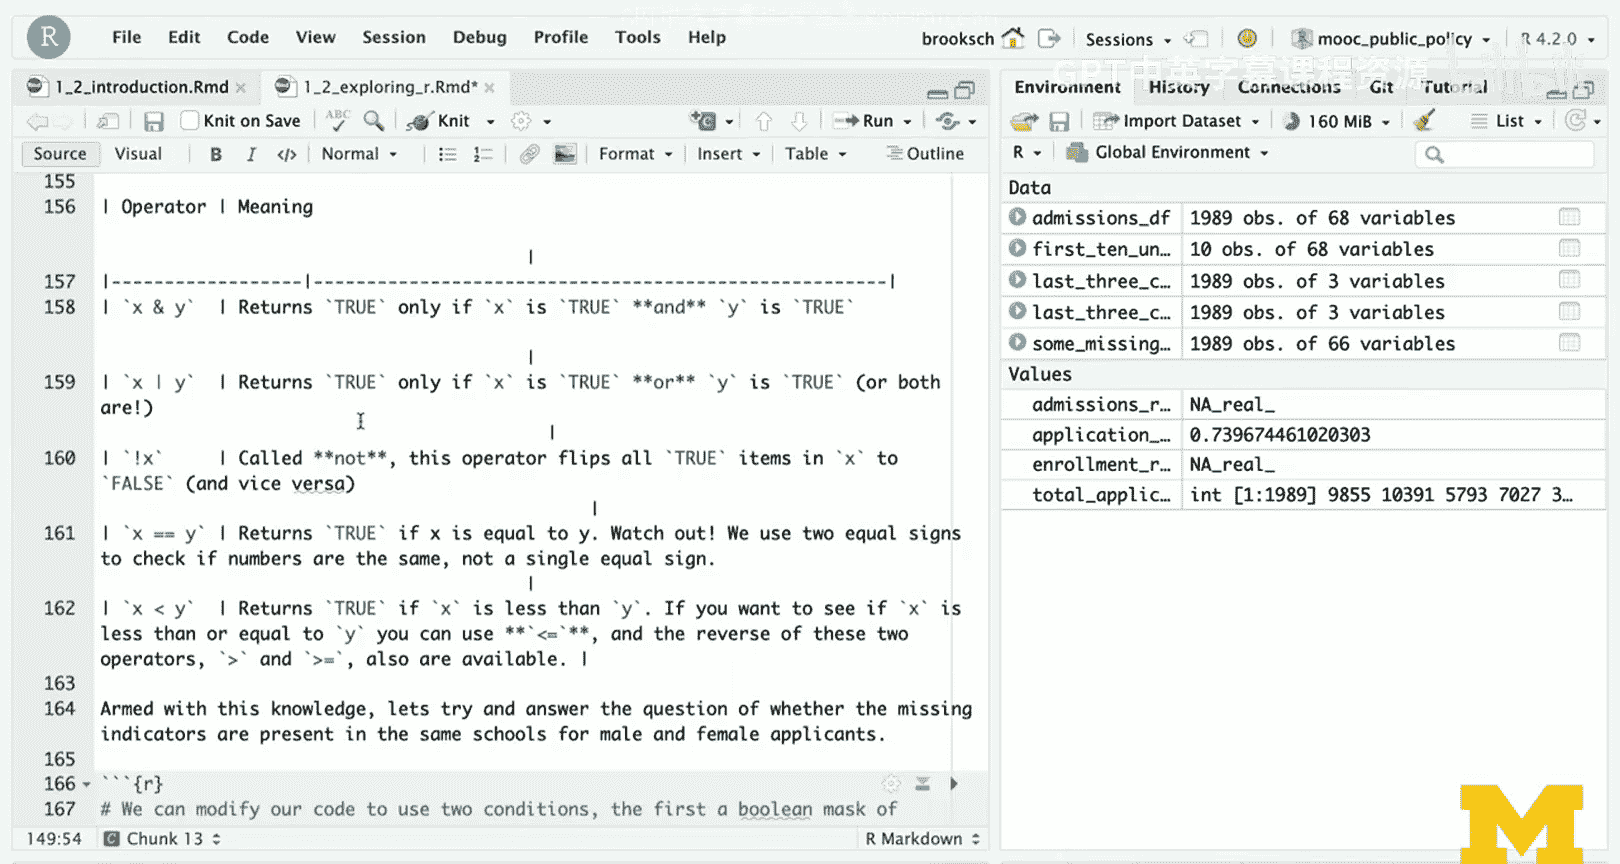 R File Edit Code View Session Debug Profile Tools Help brooksch Sessions mooc_public_policy R 4.2.0
GPT中英字幕课程资源
1_2_introduction.Rmd 1_2_exploring_r.Rmd*
Knit on Save ABC Knit Run
Source Visual B I </> Normal Format Insert Table Outline
155
156 | Operator | Meaning
|
157 |------------------|------------------------------------------------------|
158 | `x & y` | Returns `TRUE` only if `x` is `TRUE` **and** `y` is `TRUE`
|
159 | `x | y` | Returns `TRUE` only if `x` is `TRUE` **or** `y` is `TRUE` (or both
are!)
|
160 | `!x` | Called **not**, this operator flips all `TRUE` items in `x` to
`FALSE` (and vice versa)
|
161 | `x == y` | Returns `TRUE` if x is equal to y. Watch out! We use two equal signs
to check if numbers are the same, not a single equal sign.
|
162 | `x < y` | Returns `TRUE` if `x` is less than `y`. If you want to see if `x` is
less than or equal to `y` you can use **`<=`**, and the reverse of these two
operators, `>` and `>=`, also are available. |
163
164 Armed with this knowledge, lets try and answer the question of whether the missing
indicators are present in the same schools for male and female applicants.
165
166 ```{r}
167 # We can modify our code to use two conditions, the first a boolean mask of
149:54 C Chunk 13 R Markdown
Environment History Connections Git Tutorial
Import Dataset 160 MiB List
R Global Environment
Data
admissions_df 1989 obs. of 68 variables
first_ten_un… 10 obs. of 68 variables
last_three_c… 1989 obs. of 3 variables
last_three_c… 1989 obs. of 3 variables
some_missing… 1989 obs. of 66 variables
Values
admissions_r… NA_real_
application_… 0.739674461020303
enrollment_r… NA_real_
total_applic… int [1:1989] 9855 10391 5793 7027 3…
M